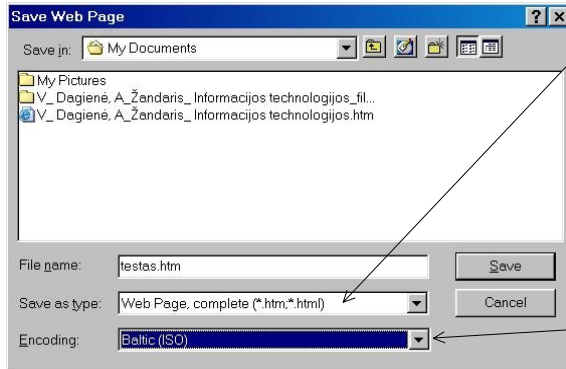 Save Web Page
Save in: My Documents
My Pictures
V_ Dagienė, A_Žandaris_ Informacijos technologijos_fil...
V_ Dagienė, A_Žandaris_ Informacijos technologijos.htm
File name: testas.htm Save
Save as type: Web Page, complete (*.htm;*.html) Cancel
Encoding: Baltic (ISO)